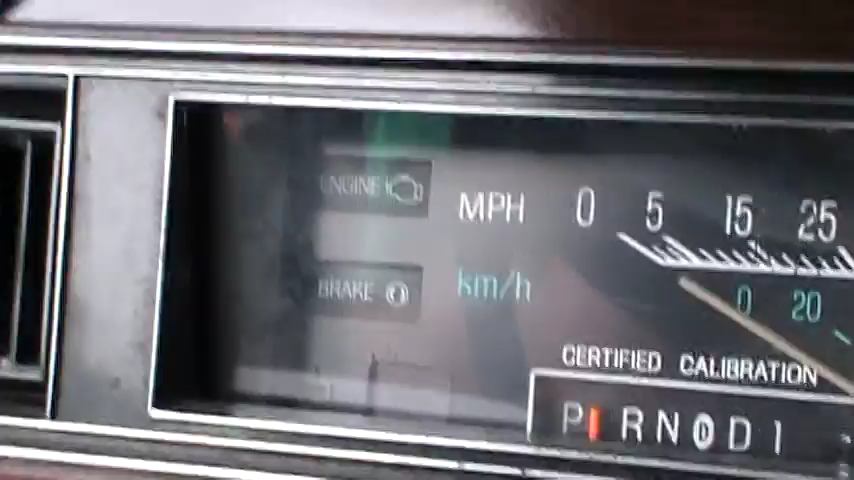 ENGINE
MPH 0 5 15 25
BRAKE
km/h 0 20
CERTIFIED CALIBRATION
P R N D D 1